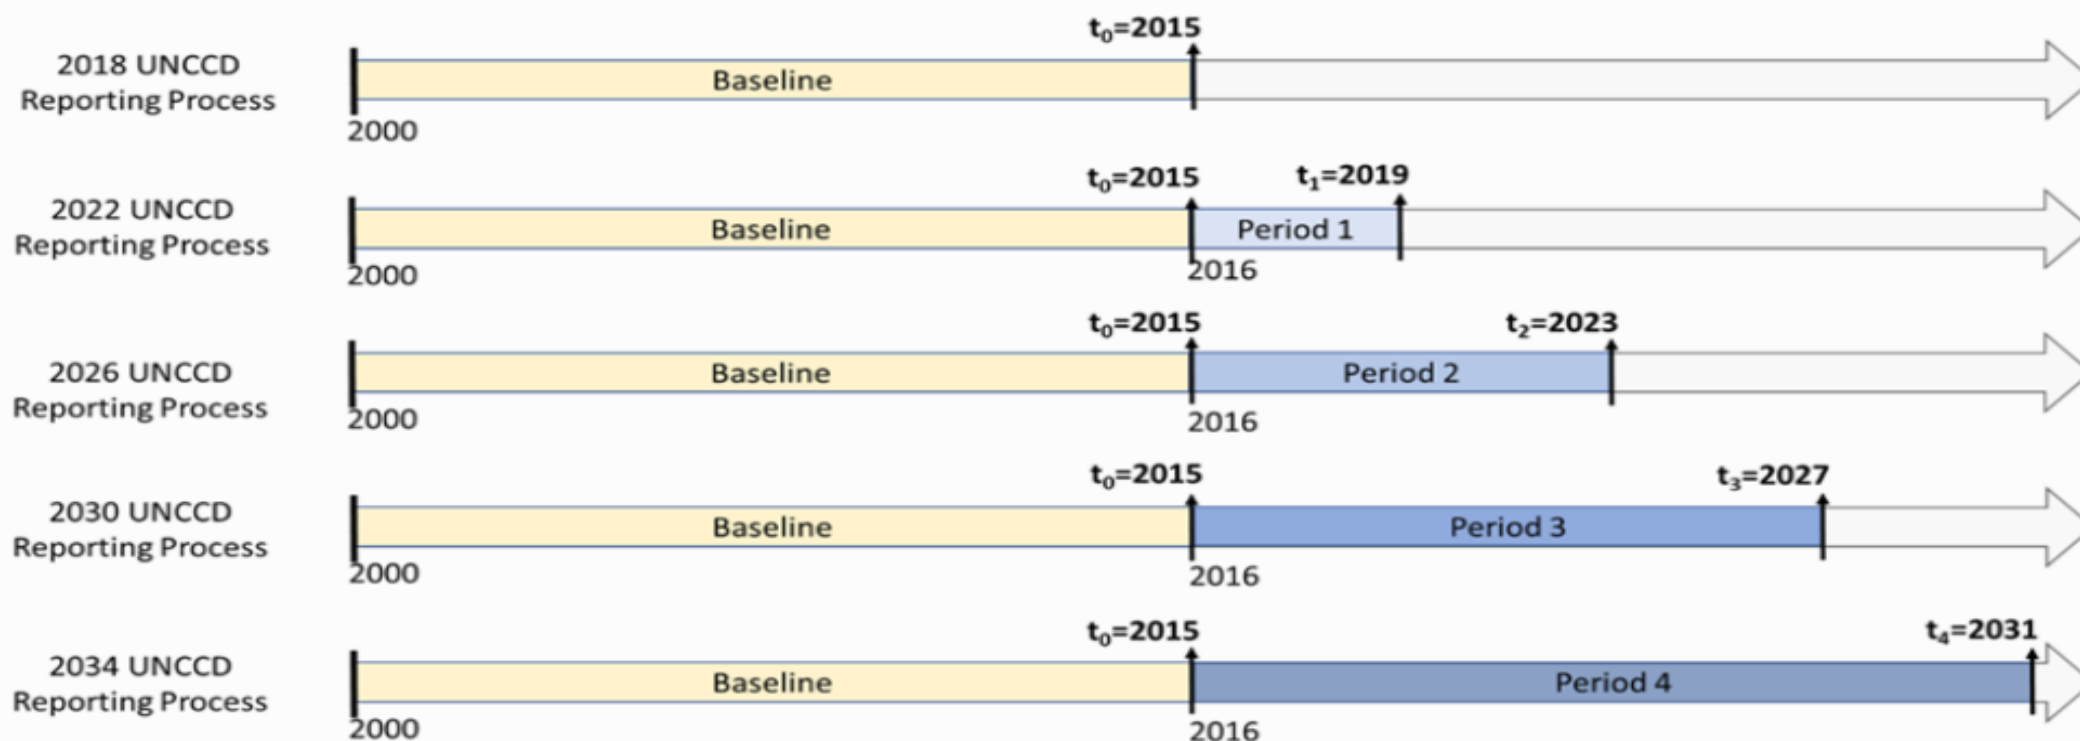 t₀=2015
2018 UNCCD
Reporting Process
Baseline
2000
t₀=2015
t₁=2019
2022 UNCCD
Reporting Process
Baseline
Period 1
2000
2016
t₀=2015
t₂=2023
2026 UNCCD
Reporting Process
Baseline
Period 2
2000
2016
t₀=2015
t₃=2027
2030 UNCCD
Reporting Process
Baseline
Period 3
2000
2016
t₀=2015
t₄=2031
2034 UNCCD
Reporting Process
Baseline
Period 4
2000
2016